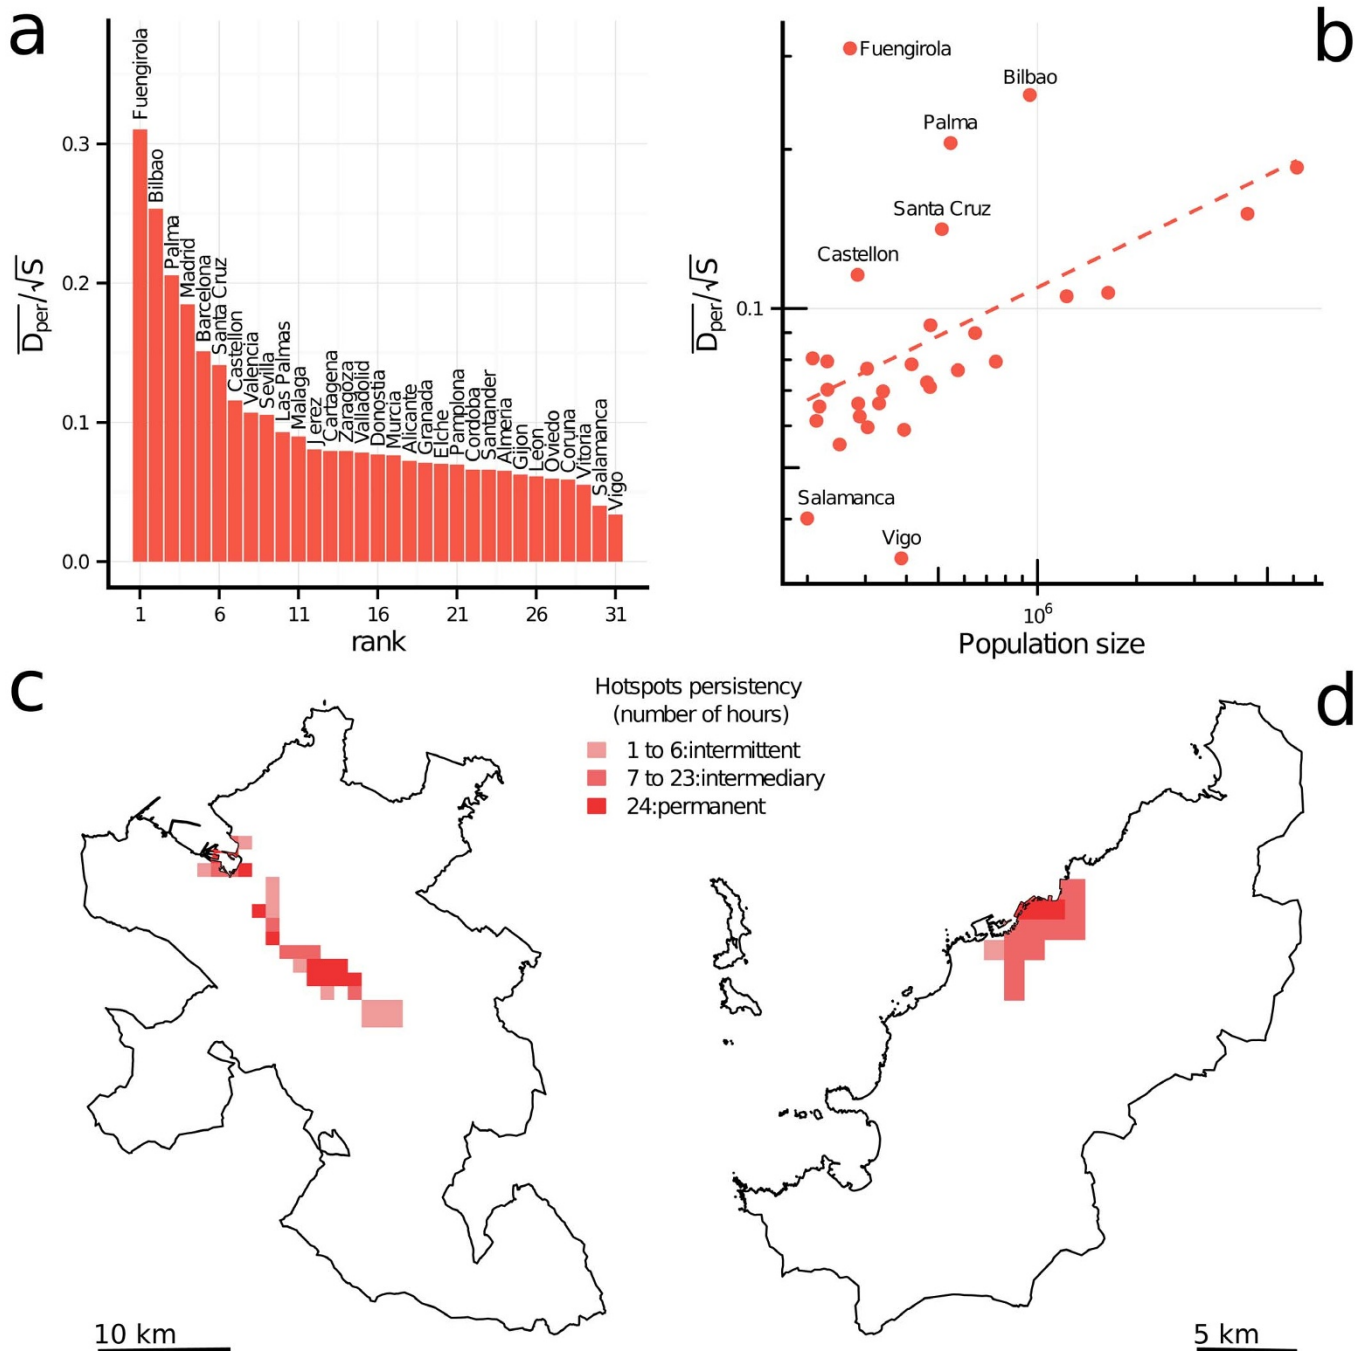 a
Fuengirola
Bilbao
Palma
Madrid
Barcelona
Santa Cruz
Castellon
Valencia
Sevilla
Las Palmas
Malaga
Jerez
Cartagena
Zaragoza
Valladolid
Donostia
Murcia
Alicante
Granada
Elche
Pamplona
Cordoba
Santander
Almeria
Gijon
Leon
Oviedo
Coruna
Vitoria
Salamanca
Vigo
0.3
0.2
0.1
0.0
D̅per/√S
1 6 11 16 21 26 31
rank
b
Fuengirola
Bilbao
Palma
Santa Cruz
Castellon
Salamanca
Vigo
0.1
D̅per/√S
10⁶
Population size
c
Hotspots persistency
(number of hours)
1 to 6:intermittent
7 to 23:intermediary
24:permanent
10 km
d
5 km